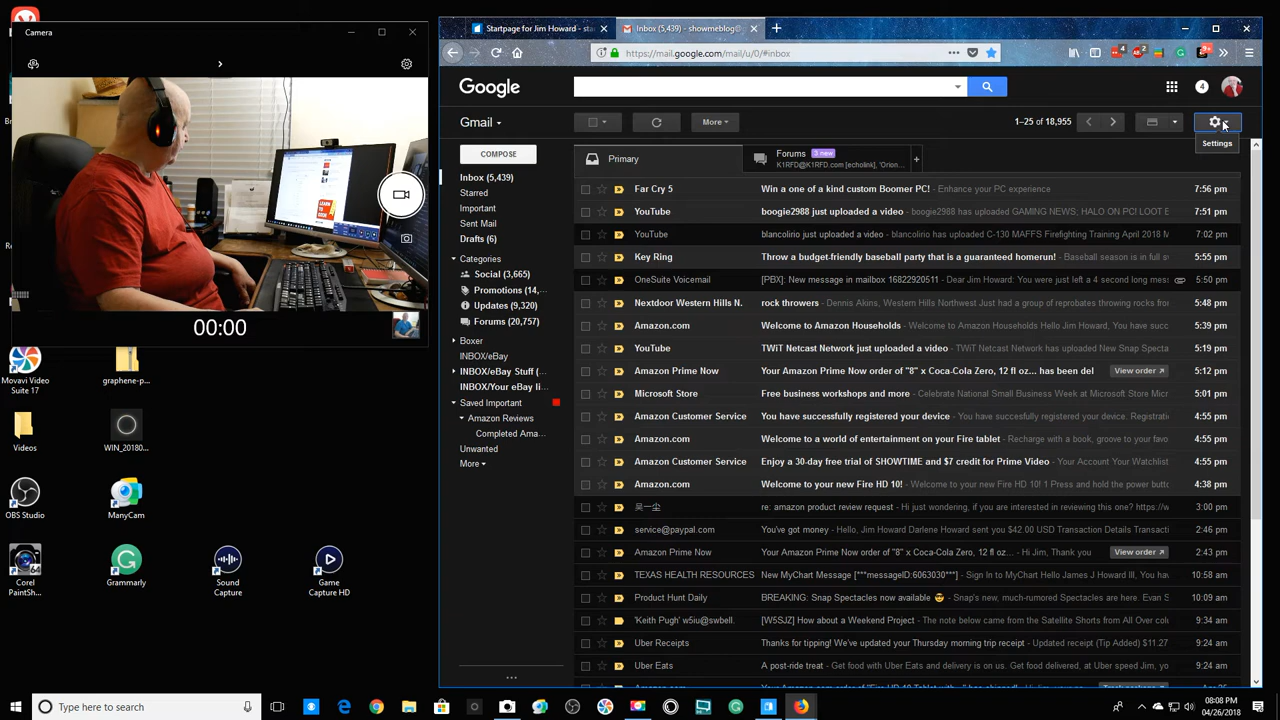 Camera
00:00
Movavi Video
Suite 17
graphene-p...
Videos
WIN_20180...
OBS Studio
ManyCam
Corel
PaintSh...
Grammarly
Sound
Capture
Game
Capture HD
Startpage for Jim Howard - sta
Inbox (5,439) - showmeblog@
https://mail.google.com/mail/u/0/#inbox
Google
4
Gmail
More
1–25 of 18,955
Settings
COMPOSE
Inbox (5,439)
Starred
Important
Sent Mail
Drafts (6)
Categories
Social (3,665)
Promotions (14,...
Updates (9,320)
Forums (20,757)
Boxer
INBOX/eBay
INBOX/eBay Stuff (...
INBOX/Your eBay li...
Saved Important
Amazon Reviews
Completed Ama...
Unwanted
More
Primary
Forums 3 new
K1RFD@K1RFD.com [echolink], 'Orion...
Far Cry 5 Win a one of a kind custom Boomer PC! - Enhance your PC experience 7:56 pm
YouTube boogie2988 just uploaded a video - boogie2988 has uploaded GAMING NEWS; HALO ON PC! LOOT B 7:51 pm
YouTube blancolirio just uploaded a video - blancolirio has uploaded C-130 MAFFS Firefighting Training April 2018 M 7:02 pm
Key Ring Throw a budget-friendly baseball party that is a guaranteed homerun! - Baseball season is in full s 5:55 pm
OneSuite Voicemail [PBX]: New message in mailbox 16822920511 - Dear Jim Howard: You were just left a 4 second long mess 5:50 pm
Nextdoor Western Hills N. rock throwers - Dennis Akins, Western Hills Northwest Just had a group of reprobates throwing rocks fro 5:48 pm
Amazon.com Welcome to Amazon Households - Amazon Households Hello Jim Howard, You have succ 5:39 pm
YouTube TWiT Netcast Network just uploaded a video - TWiT Netcast Network has uploaded New Snap Specta 5:19 pm
Amazon Prime Now Your Amazon Prime Now order of "8" x Coca-Cola Zero, 12 fl oz... has been del View order 5:12 pm
Microsoft Store Free business workshops and more - Celebrate National Small Business Week at Microsoft Store Micr 5:01 pm
Amazon Customer Service You have successfully registered your device - You have succesfully registered your device. Registratio 4:55 pm
Amazon.com Welcome to a world of entertainment on your Fire tablet - Recharge with a book, groove to your favo 4:55 pm
Amazon Customer Service Enjoy a 30-day free trial of SHOWTIME and $7 credit for Prime Video - Your Account Your Watchlist 4:55 pm
Amazon.com Welcome to your new Fire HD 10! - Welcome to your new Fire HD 10! 1 Press and hold the power butt 4:38 pm
吴一尘 re: amazon product review request - Hi just wondering, if you are interested in reviewing this one? https://w 3:00 pm
service@paypal.com You've got money - Hello, Jim Howard Darlene Howard sent you $42.00 USD Transaction Details Transacti 2:46 pm
Amazon Prime Now Your Amazon Prime Now order of "8" x Coca-Cola Zero, 12 fl oz... - Hi Jim, Thank you View order 2:43 pm
TEXAS HEALTH RESOURCES New MyChart Message [***messageID:6063030***] - Sign In to MyChart Hello James J Howard III, You ha 10:58 am
Product Hunt Daily BREAKING: Snap Spectacles now available 😎 - Snap's new, much-rumored Spectacles are here. Evan S 10:09 am
'Keith Pugh' w5iu@swbell. [W5SJZ] How about a Weekend Project - The note below came from the Satellite Shorts from All Over colu 9:34 am
Uber Receipts Thanks for tipping! We've updated your Thursday morning trip receipt - Updated receipt (Tip Added) $11.27 9:24 am
Uber Eats A post-ride treat - Get food with Uber Eats and delivery is on us. Get food delivered, at Uber speed Jim, yo 9:24 am
Type here to search
08:08 PM
04/26/2018